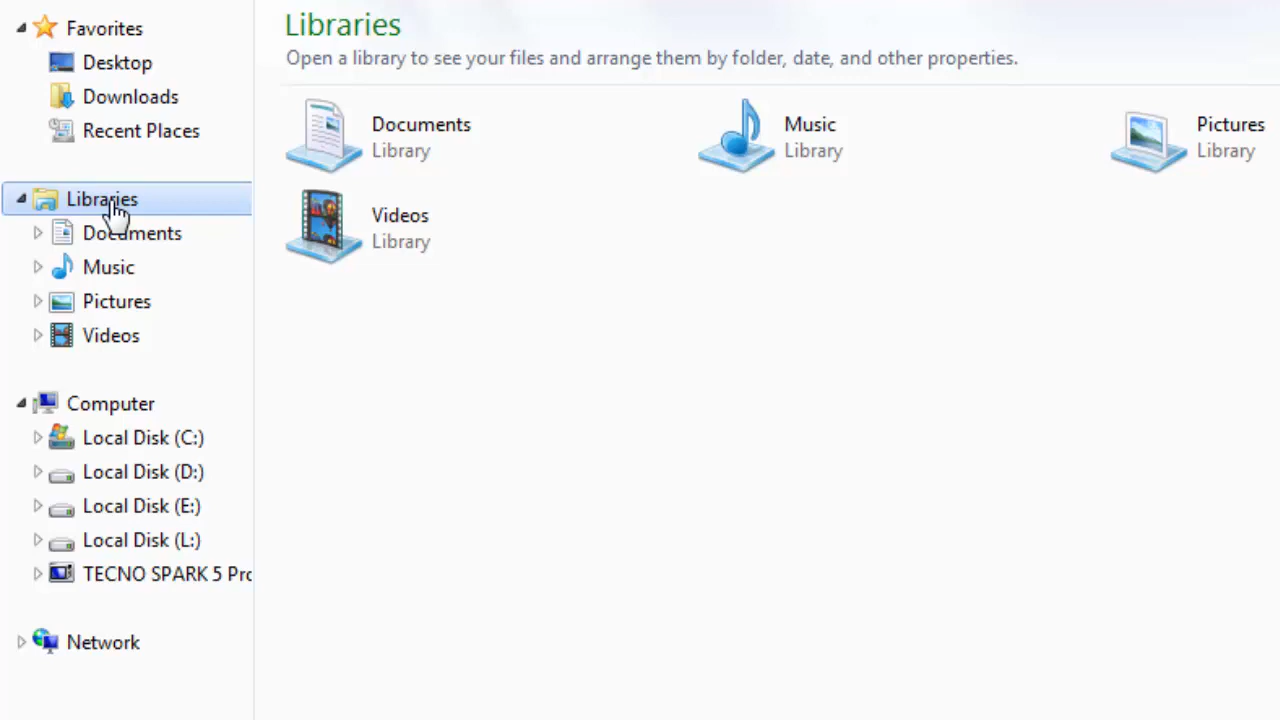 Favorites
Desktop
Downloads
Recent Places
Libraries
Documents
Music
Pictures
Videos
Computer
Local Disk (C:)
Local Disk (D:)
Local Disk (E:)
Local Disk (L:)
TECNO SPARK 5 Pro
Network
Libraries
Open a library to see your files and arrange them by folder, date, and other properties.
Documents
Library
Music
Library
Pictures
Library
Videos
Library